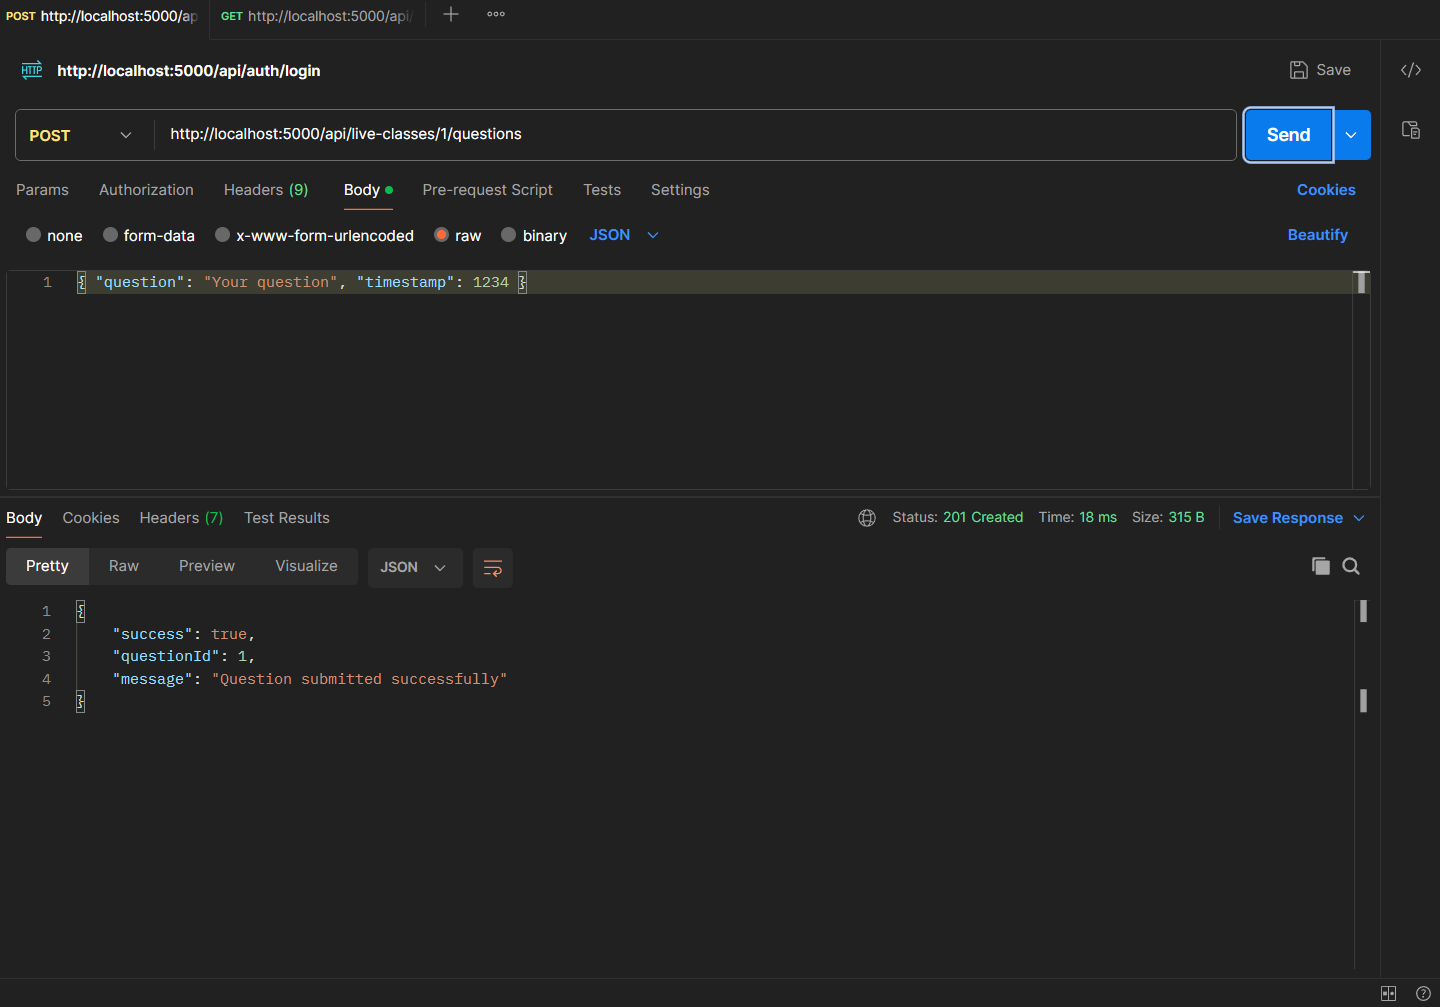 POST http://localhost:5000/ap GET http://localhost:5000/api/
HTTP http://localhost:5000/api/auth/login Save </>
POST http://localhost:5000/api/live-classes/1/questions Send
Params Authorization Headers (9) Body Pre-request Script Tests Settings Cookies
none form-data x-www-form-urlencoded raw binary JSON Beautify
1 { "question": "Your question", "timestamp": 1234 }
Body Cookies Headers (7) Test Results Status: 201 Created Time: 18 ms Size: 315 B Save Response
Pretty Raw Preview Visualize JSON
1 {
2 "success": true,
3 "questionId": 1,
4 "message": "Question submitted successfully"
5 }